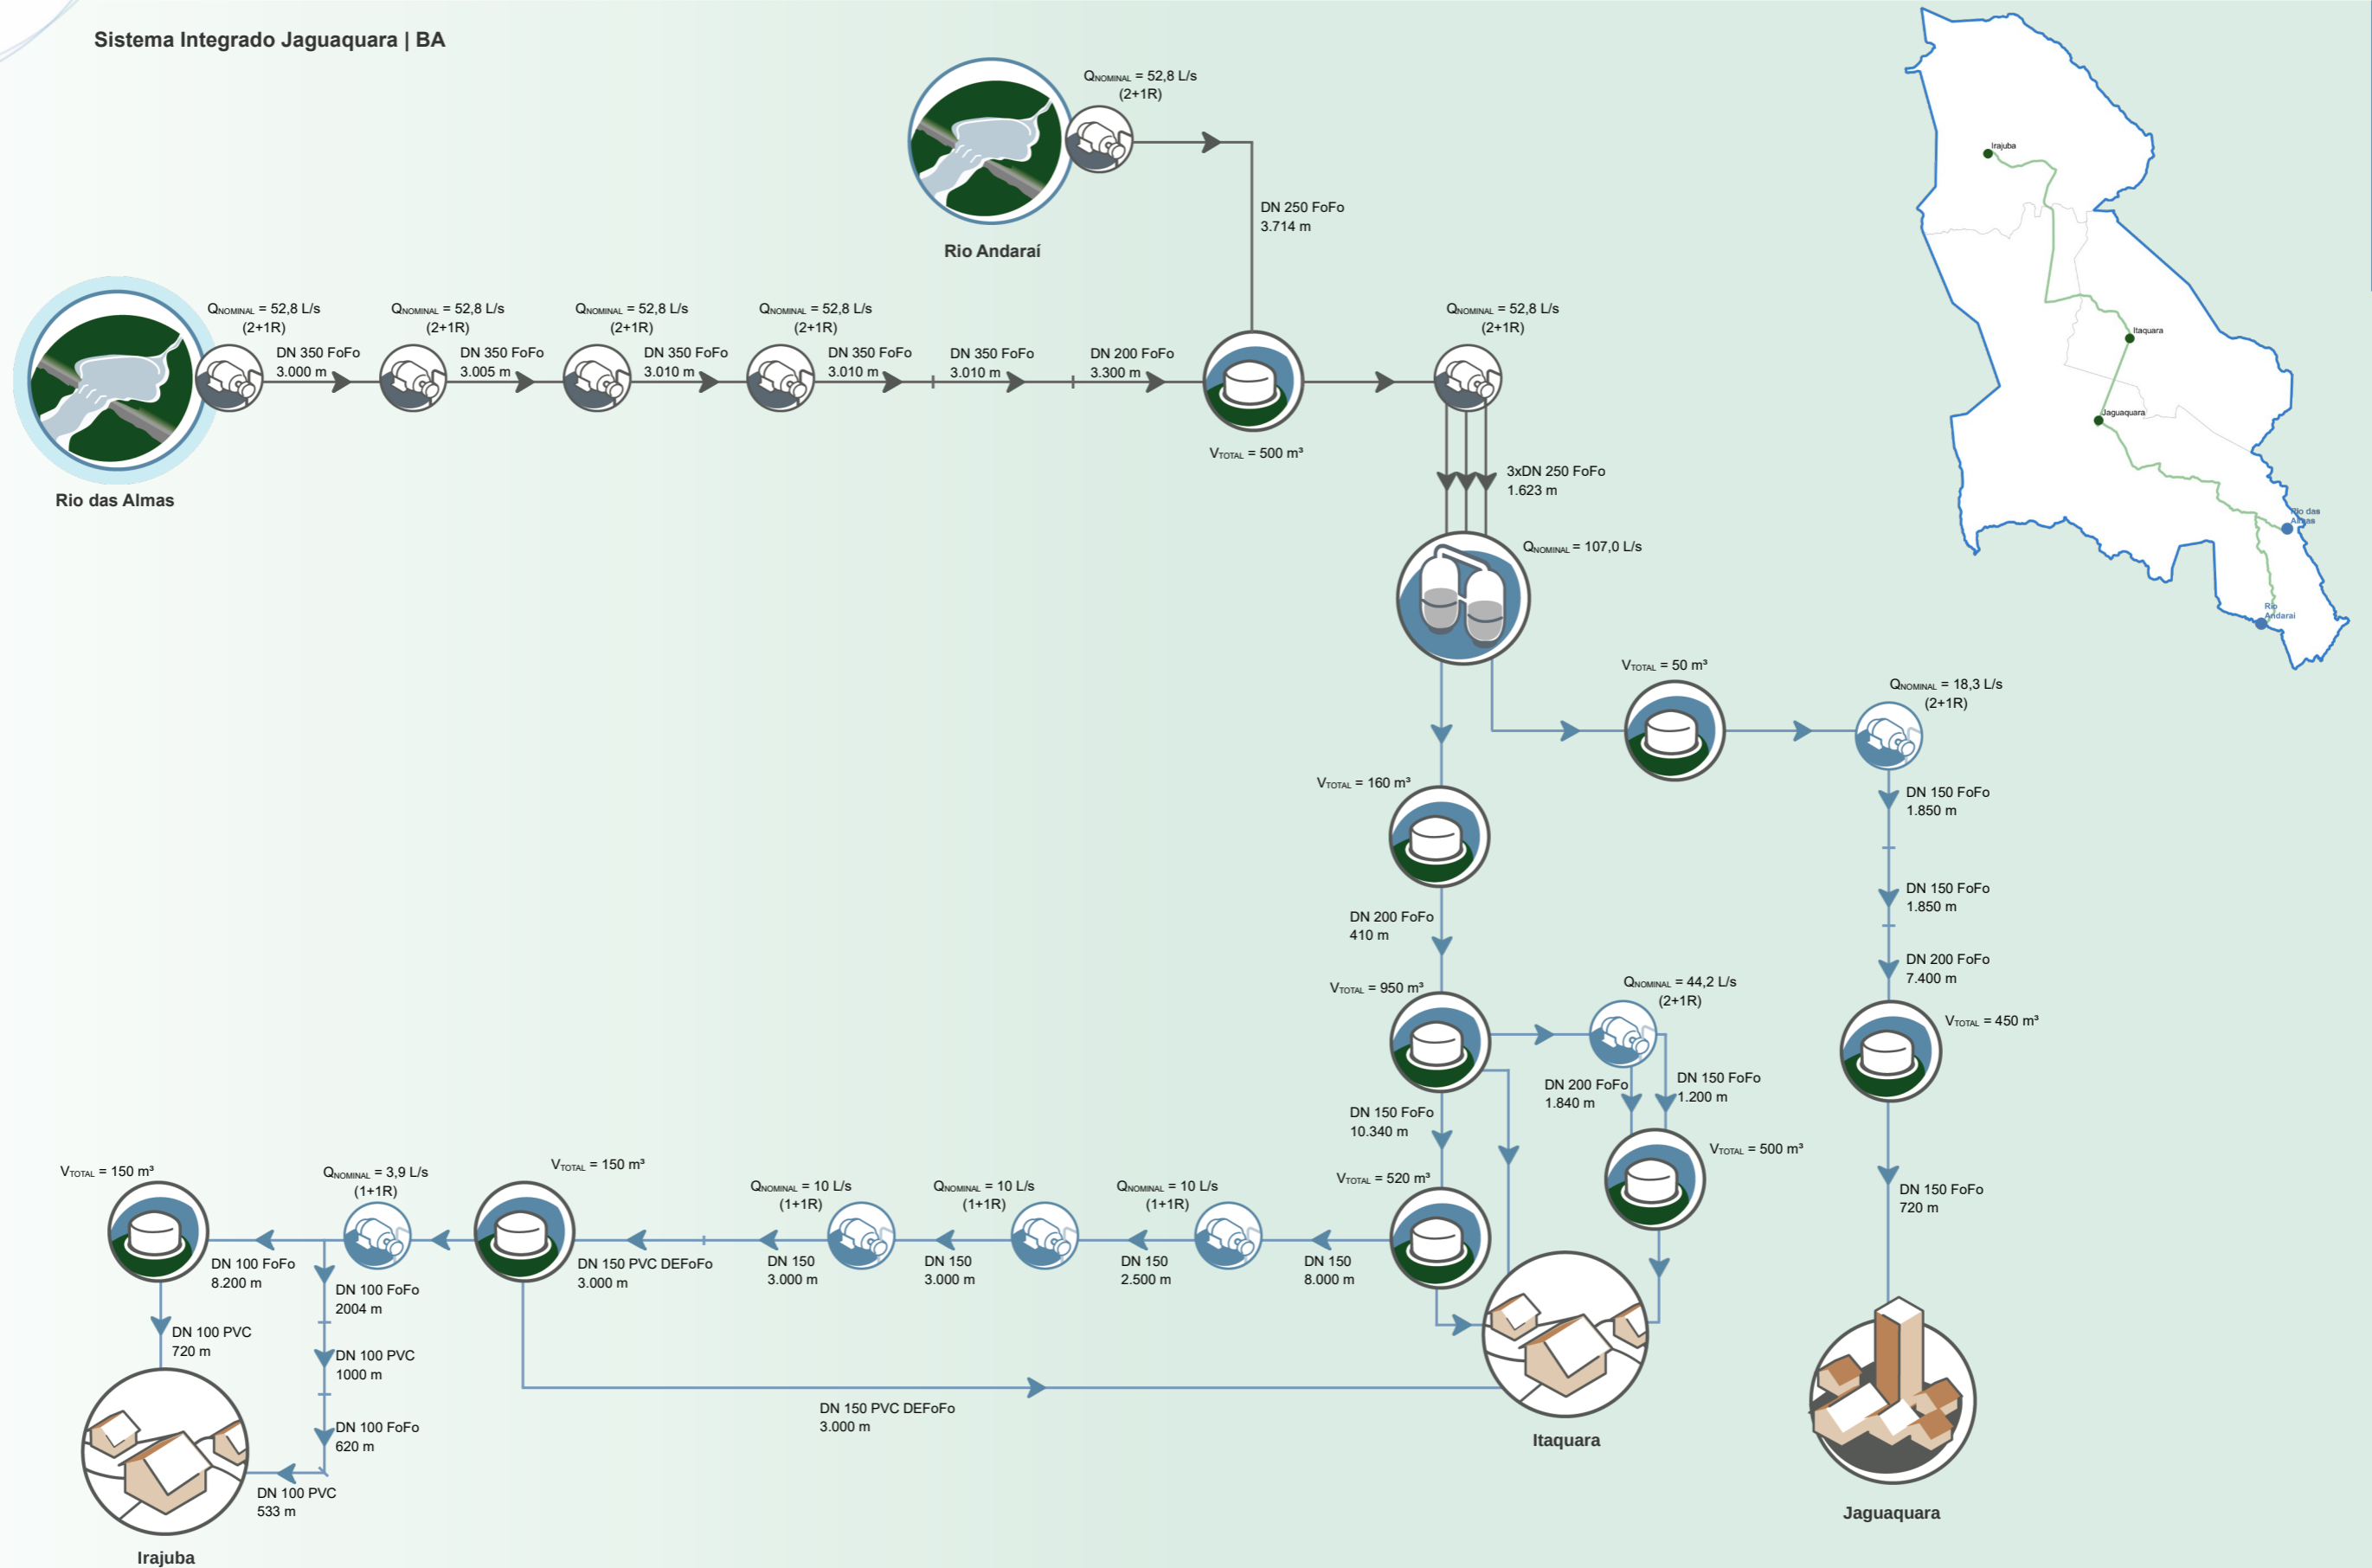 Sistema Integrado Jaguaquara | BA
QNOMINAL = 52,8 L/s
(2+1R)
DN 250 FoFo
3.714 m
Rio Andaraí
QNOMINAL = 52,8 L/s
(2+1R)
DN 350 FoFo
3.000 m
QNOMINAL = 52,8 L/s
(2+1R)
DN 350 FoFo
3.005 m
QNOMINAL = 52,8 L/s
(2+1R)
DN 350 FoFo
3.010 m
QNOMINAL = 52,8 L/s
(2+1R)
DN 350 FoFo
3.010 m
DN 350 FoFo
3.010 m
DN 200 FoFo
3.300 m
VTOTAL = 500 m³
QNOMINAL = 52,8 L/s
(2+1R)
Rio das Almas
3xDN 250 FoFo
1.623 m
QNOMINAL = 107,0 L/s
Irajuba
Itaquara
Jaguaquara
Rio das
Almas
Rio
Andaraí
VTOTAL = 50 m³
QNOMINAL = 18,3 L/s
(2+1R)
DN 150 FoFo
1.850 m
DN 150 FoFo
1.850 m
DN 200 FoFo
7.400 m
VTOTAL = 450 m³
DN 150 FoFo
720 m
Jaguaquara
VTOTAL = 160 m³
DN 200 FoFo
410 m
VTOTAL = 950 m³
QNOMINAL = 44,2 L/s
(2+1R)
DN 200 FoFo
1.840 m
DN 150 FoFo
1.200 m
VTOTAL = 500 m³
DN 150 FoFo
10.340 m
VTOTAL = 520 m³
DN 150
8.000 m
QNOMINAL = 10 L/s
(1+1R)
DN 150
2.500 m
QNOMINAL = 10 L/s
(1+1R)
DN 150
3.000 m
QNOMINAL = 10 L/s
(1+1R)
DN 150
3.000 m
DN 150 PVC DEFoFo
3.000 m
VTOTAL = 150 m³
DN 150 PVC DEFoFo
3.000 m
Itaquara
QNOMINAL = 3,9 L/s
(1+1R)
DN 100 FoFo
8.200 m
VTOTAL = 150 m³
DN 100 PVC
720 m
DN 100 FoFo
2004 m
DN 100 PVC
1000 m
DN 100 FoFo
620 m
DN 100 PVC
533 m
Irajuba